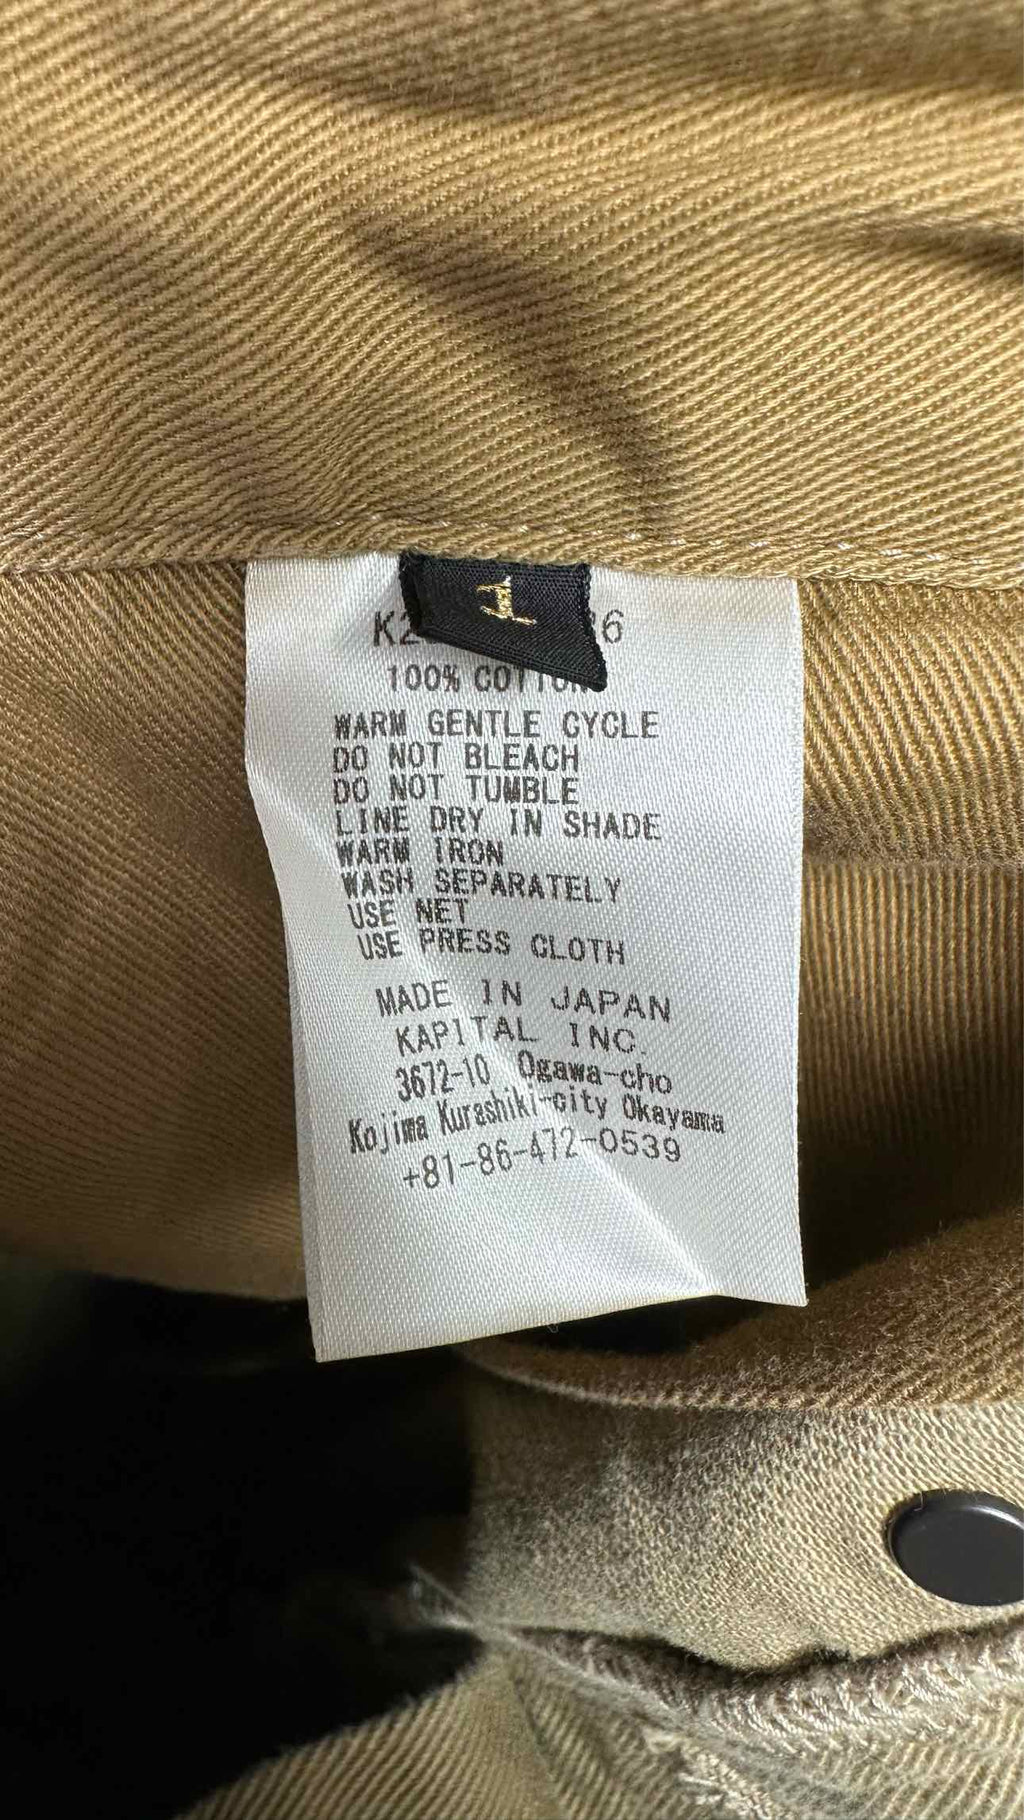 1
100% COTTON
WARM GENTLE CYCLE
DO NOT BLEACH
DO NOT TUMBLE
LINE DRY IN SHADE
WARM IRON
WASH SEPARATELY
USE NET
USE PRESS CLOTH
MADE IN JAPAN
KAPITAL INC.
3672-10 Ogawa-cho
Kojima Kurashiki-city Okayama
+81-86-472-0539